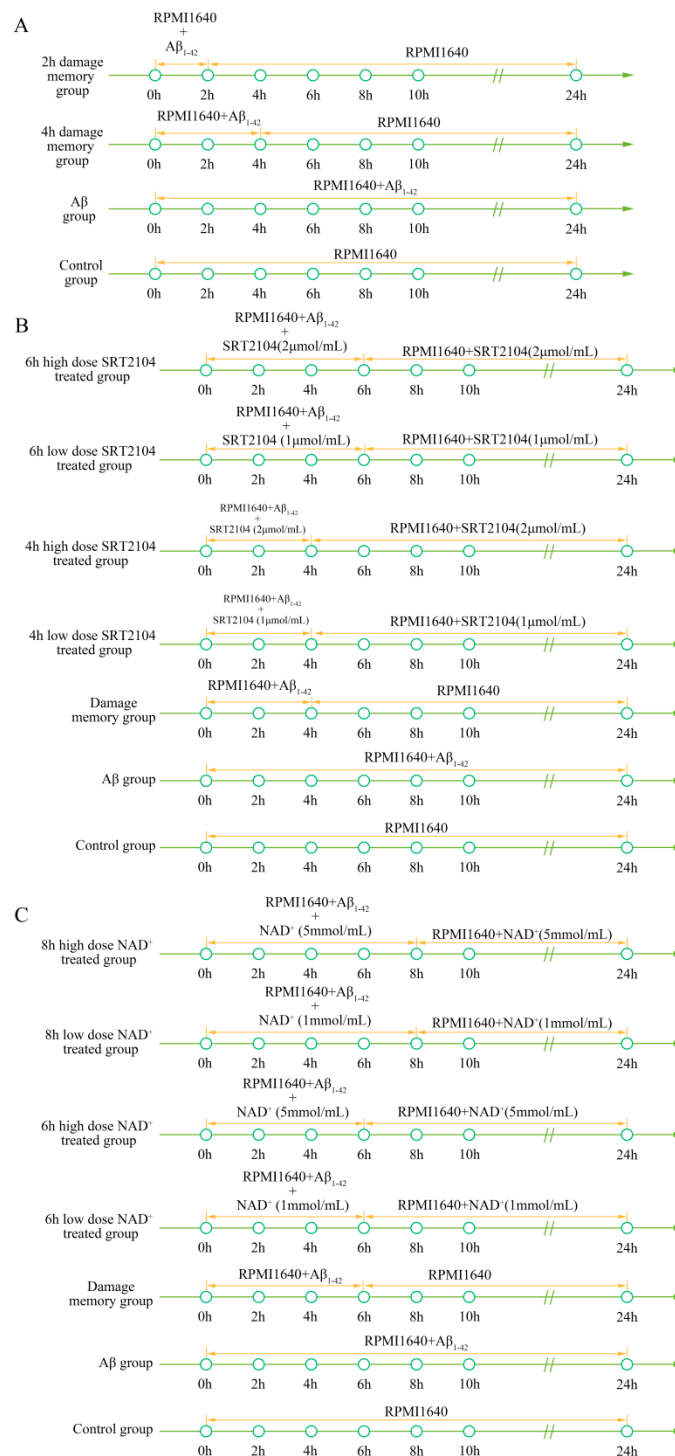 A
RPMI1640
+
Aβ1-42
RPMI1640
2h damage
memory
group
0h 2h 4h 6h 8h 10h 24h
RPMI1640+Aβ1-42 RPMI1640
4h damage
memory
group
0h 2h 4h 6h 8h 10h 24h
RPMI1640+Aβ1-42
Aβ
group
0h 2h 4h 6h 8h 10h 24h
RPMI1640
Control
group
0h 2h 4h 6h 8h 10h 24h
B
RPMI1640+Aβ1-42
+
SRT2104(2μmol/mL) RPMI1640+SRT2104(2μmol/mL)
6h high dose SRT2104
treated group
0h 2h 4h 6h 8h 10h 24h
RPMI1640+Aβ1-42
+
SRT2104 (1μmol/mL) RPMI1640+SRT2104(1μmol/mL)
6h low dose SRT2104
treated group
0h 2h 4h 6h 8h 10h 24h
RPMI1640+Aβ1-42
+
SRT2104 (2μmol/mL) RPMI1640+SRT2104(2μmol/mL)
4h high dose SRT2104
treated group
0h 2h 4h 6h 8h 10h 24h
RPMI1640+Aβ1-42
+
SRT2104 (1μmol/mL) RPMI1640+SRT2104(1μmol/mL)
4h low dose SRT2104
treated group
0h 2h 4h 6h 8h 10h 24h
RPMI1640+Aβ1-42 RPMI1640
Damage
memory group
0h 2h 4h 6h 8h 10h 24h
RPMI1640+Aβ1-42
Aβ group
0h 2h 4h 6h 8h 10h 24h
RPMI1640
Control group
0h 2h 4h 6h 8h 10h 24h
C
RPMI1640+Aβ1-42
+
NAD+ (5mmol/mL) RPMI1640+NAD+(5mmol/mL)
8h high dose NAD+
treated group
0h 2h 4h 6h 8h 10h 24h
RPMI1640+Aβ1-42
+
NAD+ (1mmol/mL) RPMI1640+NAD+(1mmol/mL)
8h low dose NAD+
treated group
0h 2h 4h 6h 8h 10h 24h
RPMI1640+Aβ1-42
+
NAD+ (5mmol/mL) RPMI1640+NAD+(5mmol/mL)
6h high dose NAD+
treated group
0h 2h 4h 6h 8h 10h 24h
RPMI1640+Aβ1-42
+
NAD+ (1mmol/mL) RPMI1640+NAD+(1mmol/mL)
6h low dose NAD+
treated group
0h 2h 4h 6h 8h 10h 24h
RPMI1640+Aβ1-42 RPMI1640
Damage
memory group
0h 2h 4h 6h 8h 10h 24h
RPMI1640+Aβ1-42
Aβ group
0h 2h 4h 6h 8h 10h 24h
RPMI1640
Control group
0h 2h 4h 6h 8h 10h 24h